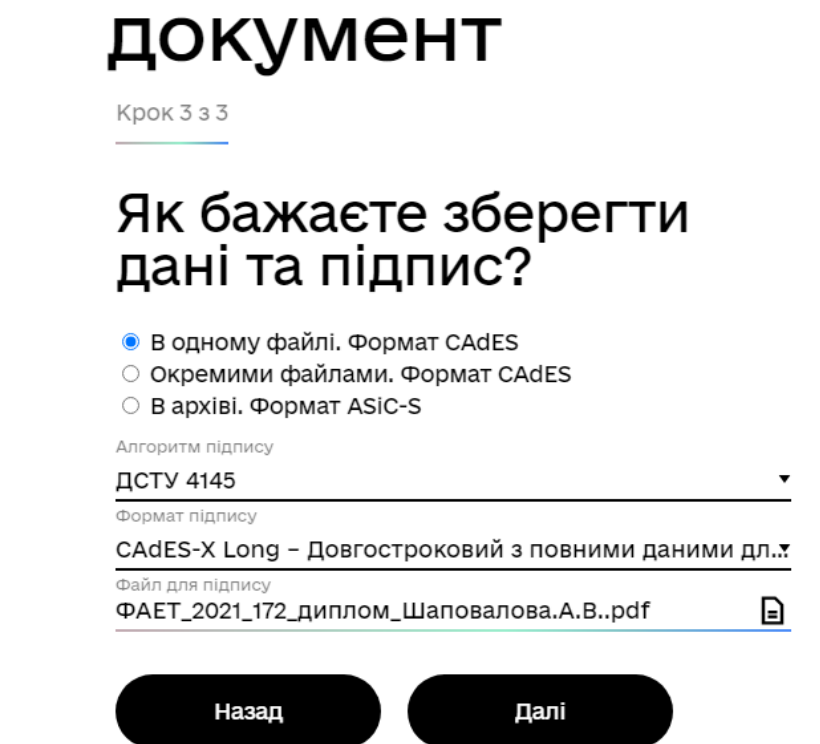 документ
Крок 3 з 3
Як бажаєте зберегти
дані та підпис?
В одному файлі. Формат CAdES
Окремими файлами. Формат CAdES
В архіві. Формат ASiC-S
Алгоритм підпису
ДСТУ 4145
Формат підпису
CAdES-X Long – Довгостроковий з повними даними дл...
Файл для підпису
ФАЕТ_2021_172_диплом_Шаповалова.А.В..pdf
Назад
Далі